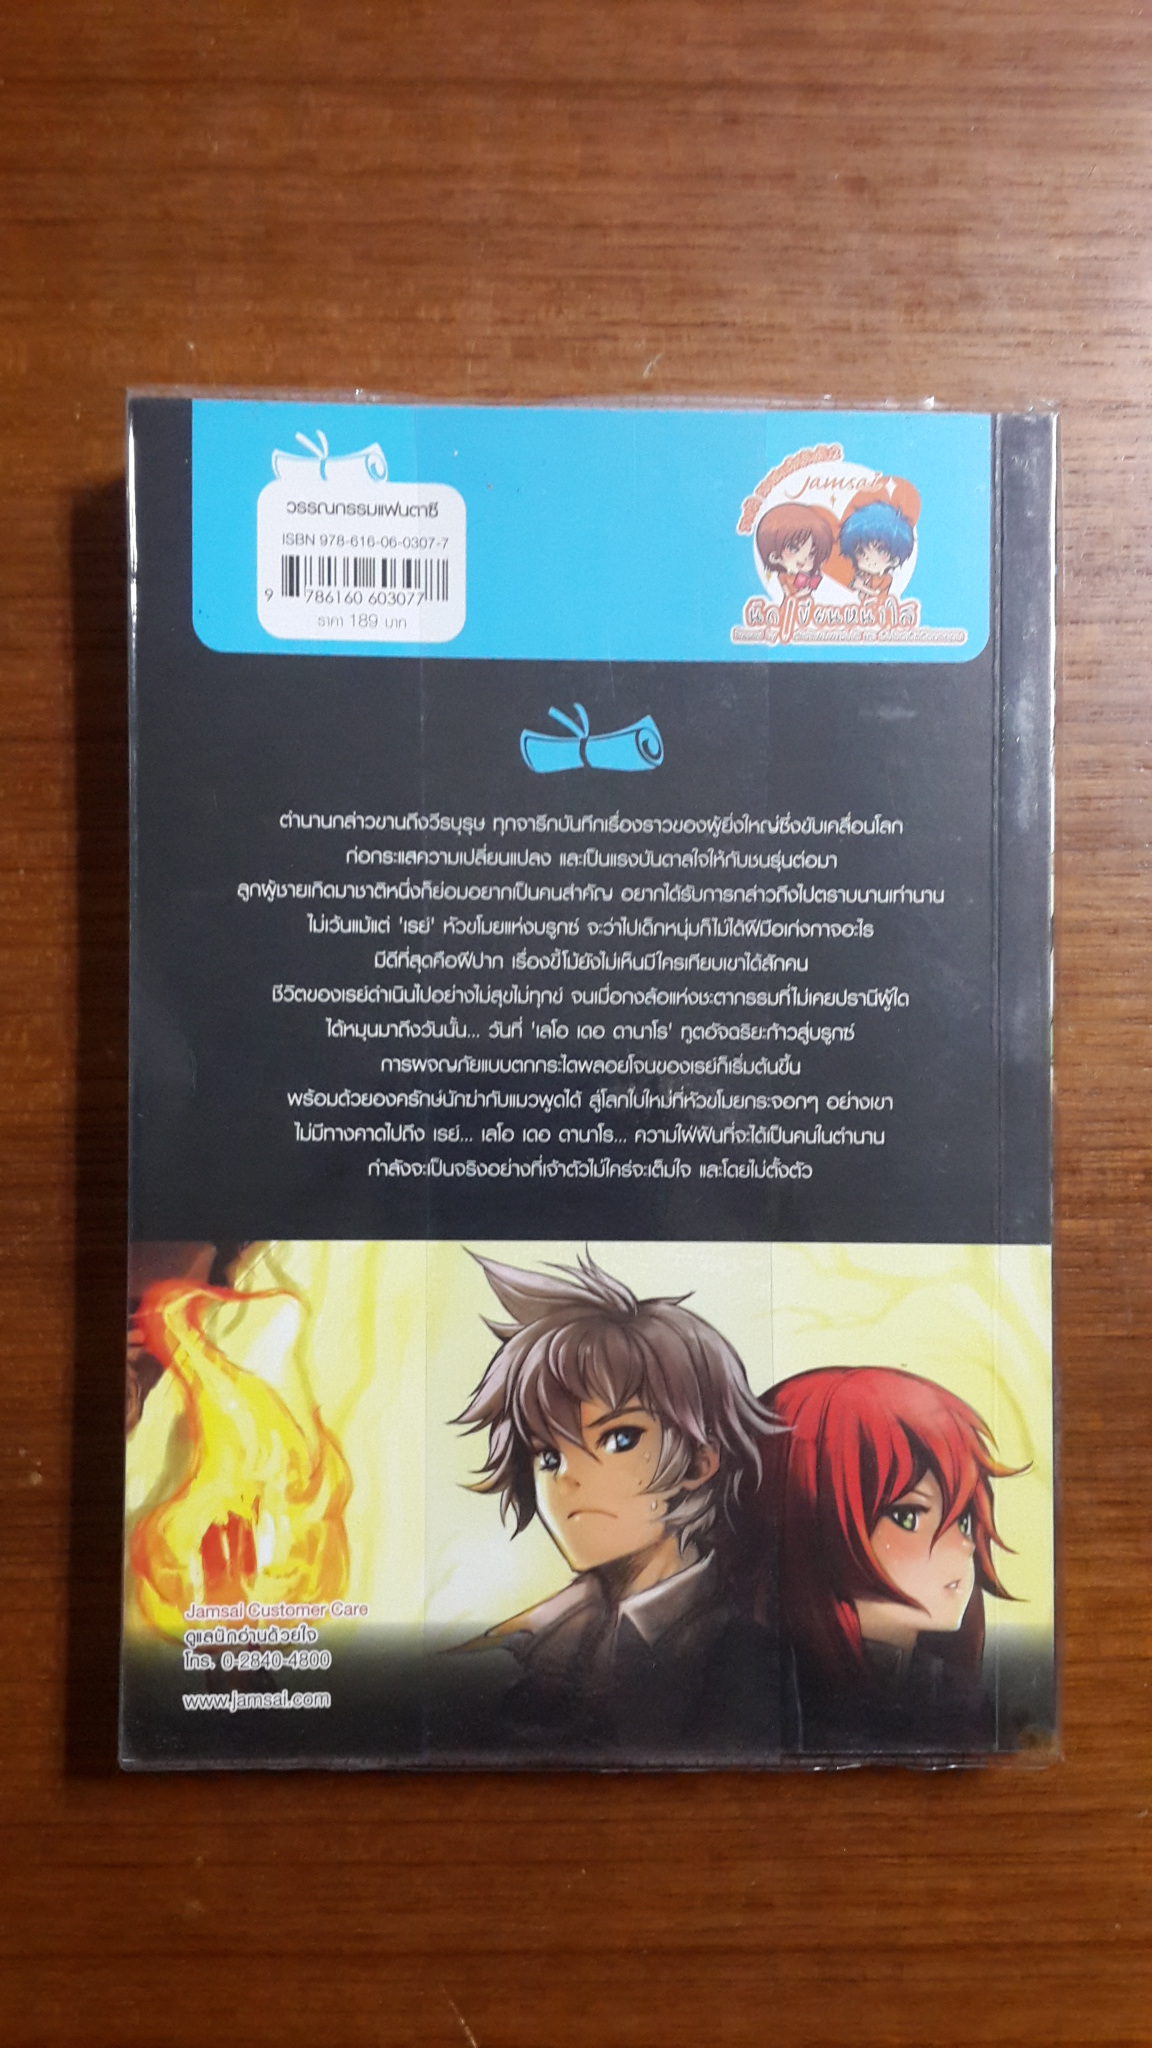 วรรณกรรมแฟนตาซี
ISBN 978-616-06-0307-7
9 786160 603077
ราคา 189 บาท
Jamsai
นัก เขียนหน้าใส
ตำนานกล่าวขานถึงวีรบุรุษ ทุกจารึกบันทึกเรื่องราวของผู้ยิ่งใหญ่ซึ่งขับเคลื่อนโลก
ก่อกระแสความเปลี่ยนแปลง และเป็นแรงบันดาลใจให้กับชนรุ่นต่อมา
ลูกผู้ชายเกิดมาชาติหนึ่งก็ย่อมอยากเป็นคนสำคัญ อยากได้รับการกล่าวถึงไปตราบนานเท่านาน
ไม่เว้นแม้แต่ 'เรย์' หัวขโมยแห่งบรูกซ์ จะว่าไปเด็กหนุ่มก็ไม่ได้ฝีมือเก่งกาจอะไร
มีดีที่สุดคือฝีปาก เรื่องขี้โม้ยังไม่เห็นมีใครเทียบเขาได้สักคน
ชีวิตของเรย์ดำเนินไปอย่างไม่สุขไม่ทุกข์ จนเมื่อกงล้อแห่งชะตากรรมที่ไม่เคยปรานีผู้ใด
ได้หมุนมาถึงวันนั้น... วันที่ 'เลโอ เดอ ดานาโร' ทูตอัจฉริยะก้าวสู่บรูกซ์
การผจญภัยแบบตกกระไดพลอยโจนของเรย์ก็เริ่มต้นขึ้น
พร้อมด้วยองครักษ์นักฆ่ากับแมวพูดได้ สู่โลกใบใหม่ที่หัวขโมยกระจอกๆ อย่างเขา
ไม่มีทางคาดไปถึง เรย์... เลโอ เดอ ดานาโร... ความใฝ่ฝันที่จะได้เป็นคนในตำนาน
กำลังจะเป็นจริงอย่างที่เจ้าตัวไม่ใคร่จะเต็มใจ และโดยไม่ตั้งตัว
Jamsai Customer Care
ดูแลนักอ่านด้วยใจ
โทร. 0-2840-4800
www.jamsai.com